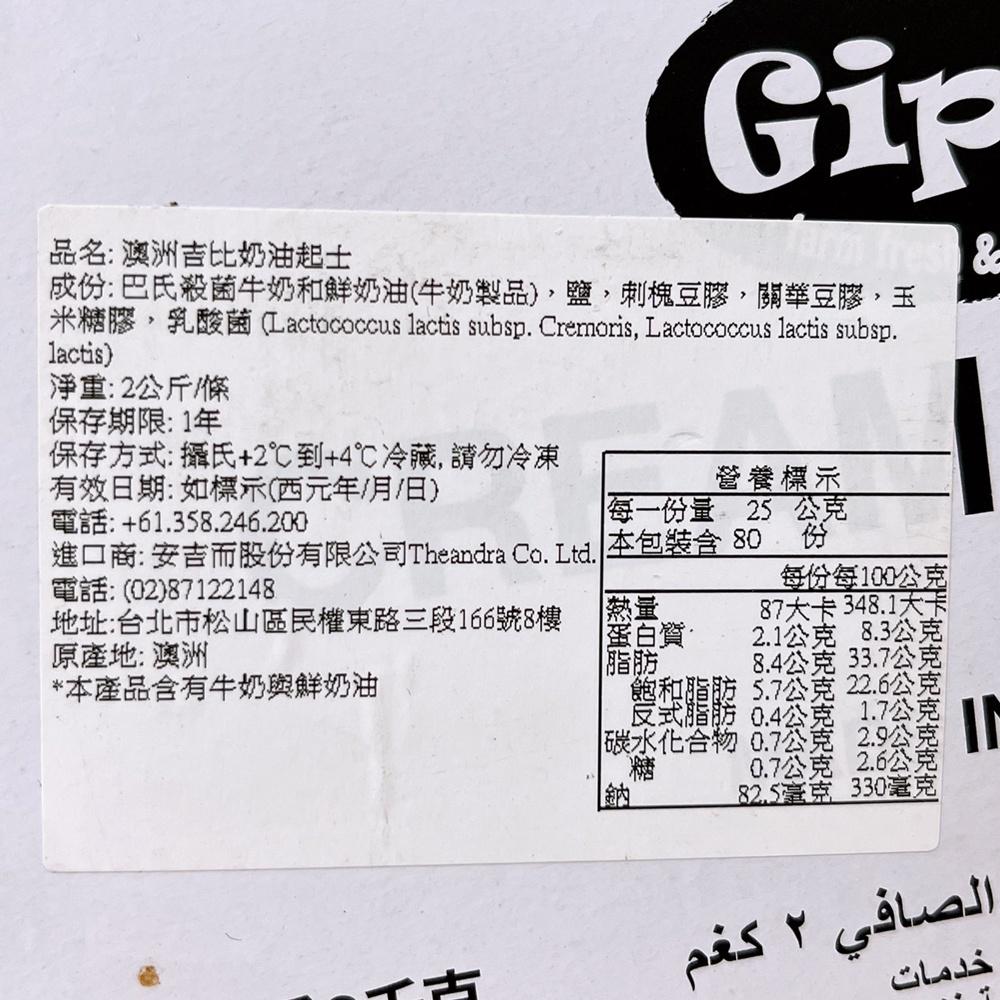 Gip
farm fresh
&
品名: 澳洲吉比奶油起士
成份: 巴氏殺菌牛奶和鮮奶油(牛奶製品)，鹽，刺槐豆膠，關華豆膠，玉
米糖膠，乳酸菌 (Lactococcus lactis subsp. Cremoris, Lactococcus lactis subsp.
lactis)
淨重: 2公斤/條
保存期限: 1年
保存方式: 攝氏+2℃到+4℃冷藏, 請勿冷凍
有效日期: 如標示(西元年/月/日)
電話: +61.358.246.200
進口商: 安吉而股份有限公司Theandra Co. Ltd.
電話: (02)87122148
地址:台北市松山區民權東路三段166號8樓
原產地: 澳洲
*本產品含有牛奶與鮮奶油
營養標示
每一份量 25 公克
本包裝含 80 份
每份每100公克
熱量 87大卡 348.1大卡
蛋白質 2.1公克 8.3公克
脂肪 8.4公克 33.7公克
飽和脂肪 5.7公克 22.6公克
反式脂肪 0.4公克 1.7公克
碳水化合物 0.7公克 2.9公克
糖 0.7公克 2.6公克
鈉 82.5毫克 330毫克
CREAM
IN
الصافي ٢ كغم
خدمات
千克